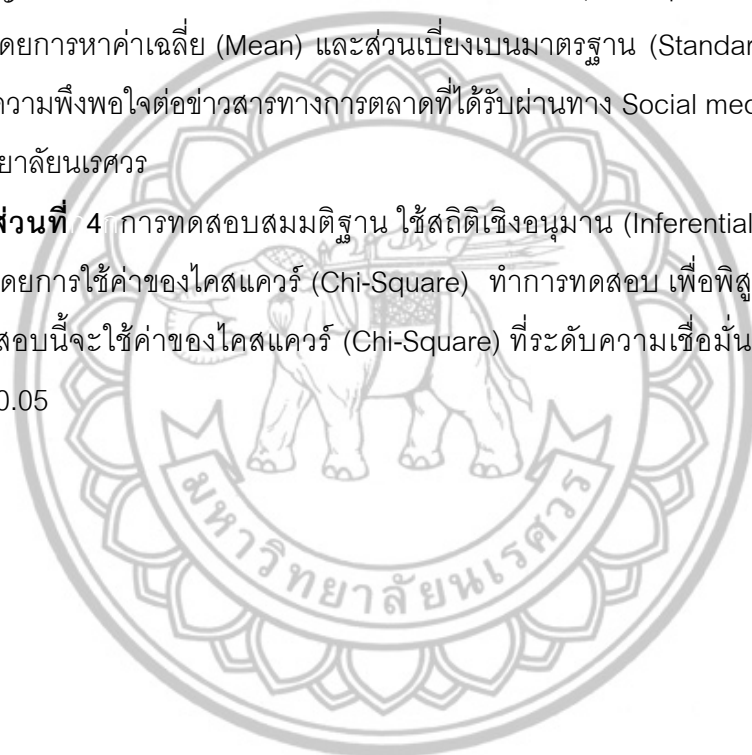 ดยการหาค่าเฉลี่ย (Mean) และส่วนเบี่ยงเบนมาตรฐาน (Standar
ความพึงพอใจต่อข่าวสารทางการตลาดที่ได้รับผ่านทาง Social med
ยาลัยนเรศวร
ส่วนที่ 4 การทดสอบสมมติฐาน ใช้สถิติเชิงอนุมาน (Inferential
ดยการใช้ค่าของไคสแควร์ (Chi-Square) ทำการทดสอบ เพื่อพิสู
สอบนี้จะใช้ค่าของไคสแควร์ (Chi-Square) ที่ระดับความเชื่อมั่น
0.05
มหาวิทยาลัยนเรศวร